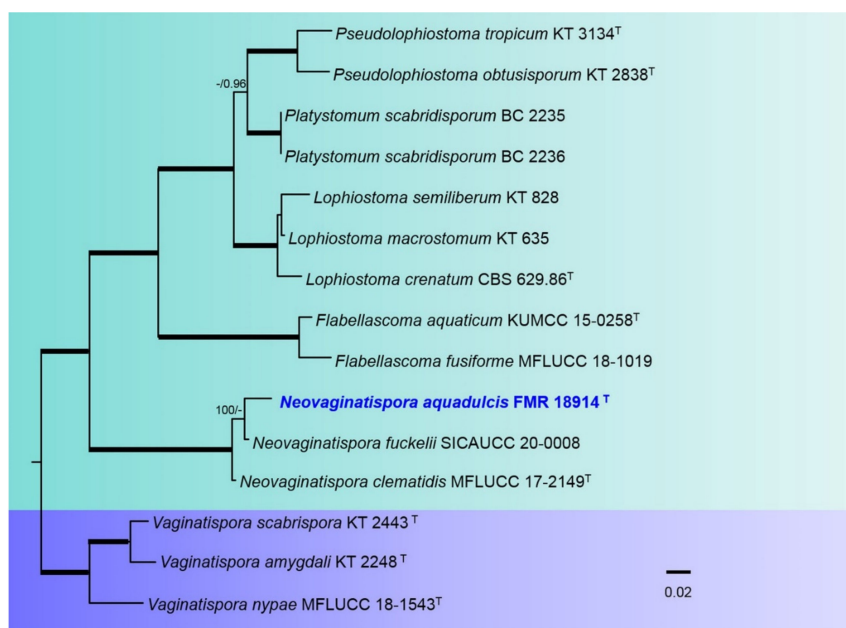 Pseudolophiostoma tropicum KT 3134ᵀ
Pseudolophiostoma obtusisporum KT 2838ᵀ
-/0.96
Platystomum scabridisporum BC 2235
Platystomum scabridisporum BC 2236
Lophiostoma semiliberum KT 828
Lophiostoma macrostomum KT 635
Lophiostoma crenatum CBS 629.86ᵀ
Flabellascoma aquaticum KUMCC 15-0258ᵀ
Flabellascoma fusiforme MFLUCC 18-1019
Neovaginatispora aquadulcis FMR 18914 ᵀ
100/-
Neovaginatispora fuckelii SICAUCC 20-0008
Neovaginatispora clematidis MFLUCC 17-2149ᵀ
Vaginatispora scabrispora KT 2443 ᵀ
Vaginatispora amygdali KT 2248 ᵀ
Vaginatispora nypae MFLUCC 18-1543ᵀ
0.02